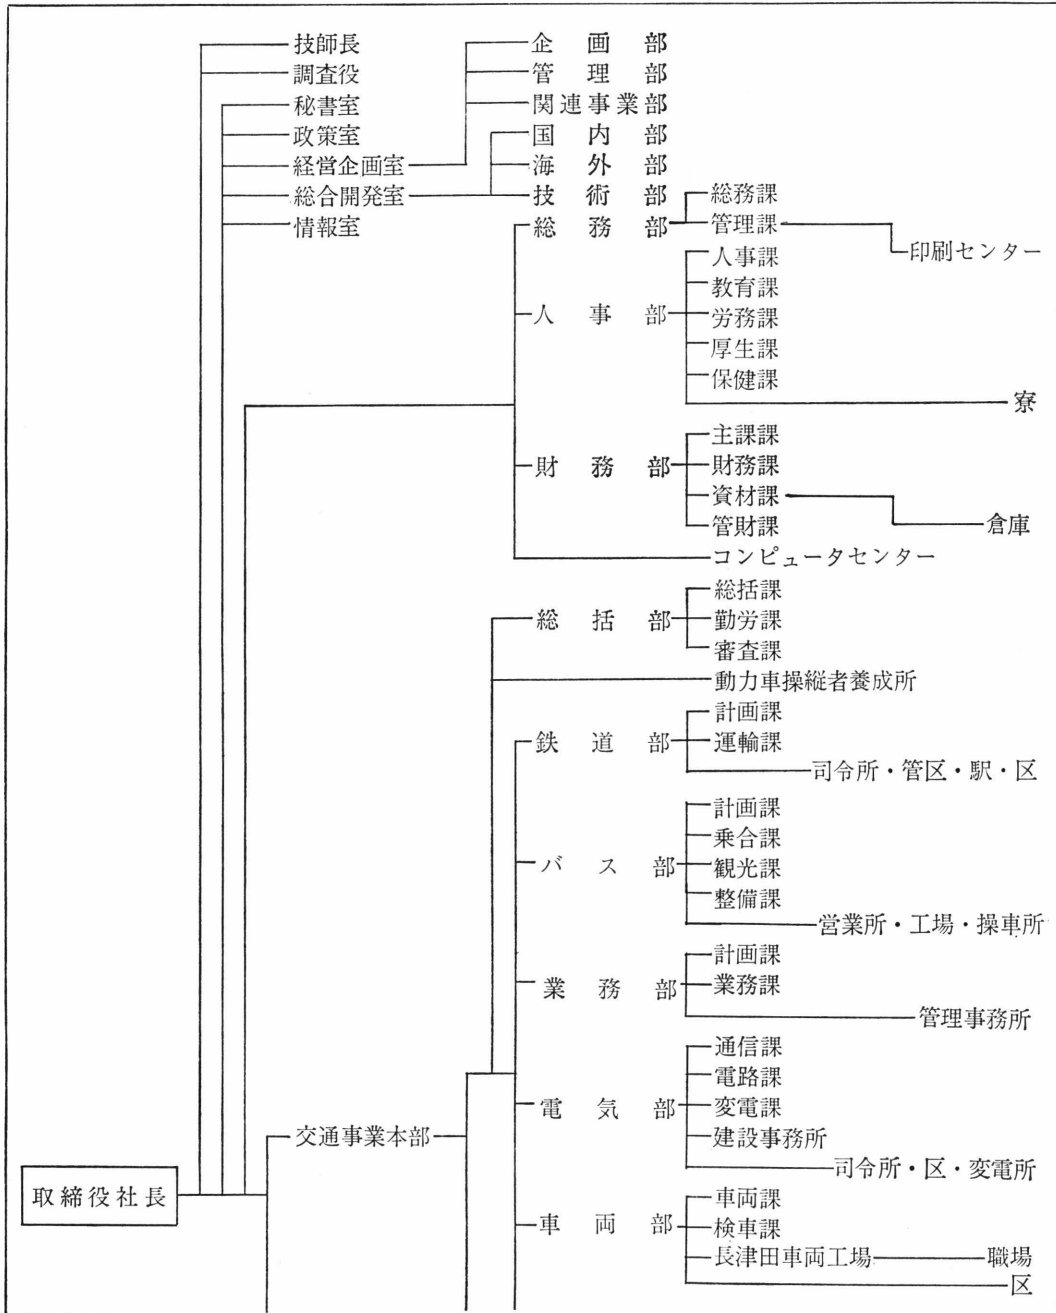 技師長 企画部
調査役 管理部
秘書室 関連事業部
政策室 国内部
経営企画室 海外部
総合開発室 技術部 総務課
情報室 総務部 管理課
印刷センター
人事課
教育課
人事部 労務課
厚生課
保健課
寮
主課課
財務部 財務課
資材課
管財課 倉庫
コンピュータセンター
総括課
総括部 勤労課
審査課
動力車操縦者養成所
計画課
鉄道部 運輸課
司令所・管区・駅・区
計画課
乗合課
バス部 観光課
整備課
営業所・工場・操車所
計画課
業務部 業務課
管理事務所
通信課
電路課
電気部 変電課
交通事業本部 建設事務所
司令所・区・変電所
取締役社長 車両課
車両部 検車課
長津田車両工場 職場
区